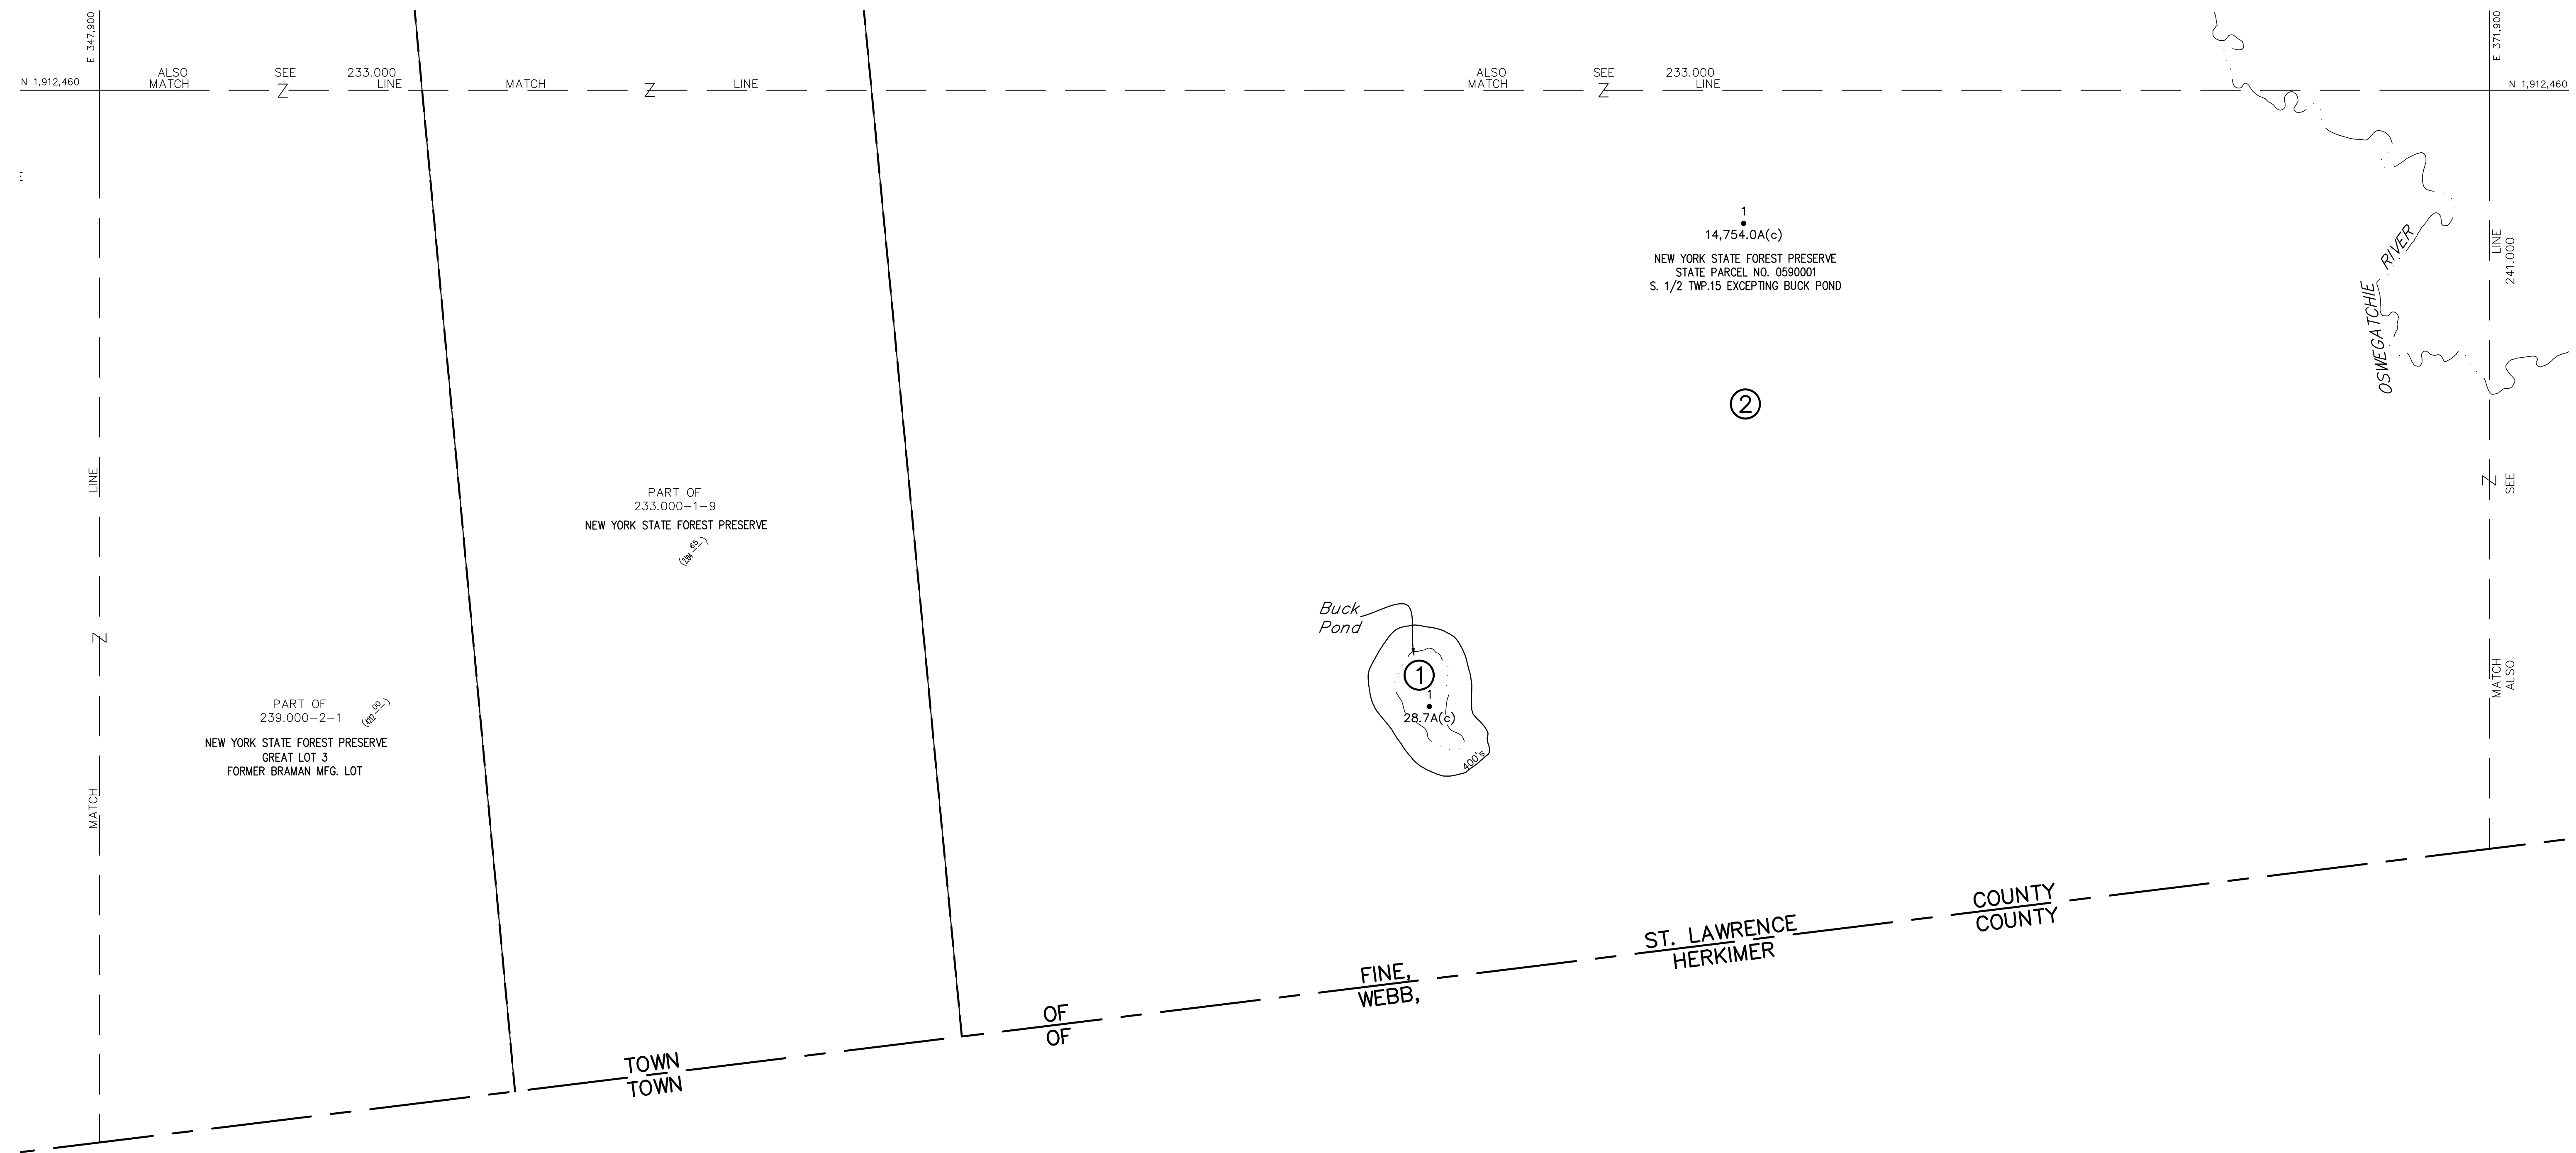 E 347,900
E 371,900
N 1,912,460
ALSO SEE 233.000
MATCH Z LINE
MATCH Z LINE
ALSO SEE 233.000
MATCH Z LINE
N 1,912,460
1
14,754.0A(c)
NEW YORK STATE FOREST PRESERVE
STATE PARCEL NO. 0590001
S. 1/2 TWP.15 EXCEPTING BUCK POND
OSWEGATCHIE RIVER
2
MATCH Z LINE
ALSO SEE 241.000
MATCH Z LINE
PART OF
233.000-1-9
NEW YORK STATE FOREST PRESERVE
Buck
Pond
1
1
28.7A(c)
400's
PART OF
239.000-2-1
NEW YORK STATE FOREST PRESERVE
GREAT LOT 3
FORMER BRAMAN MFG. LOT
TOWN OF FINE, ST. LAWRENCE COUNTY
TOWN OF WEBB, HERKIMER COUNTY